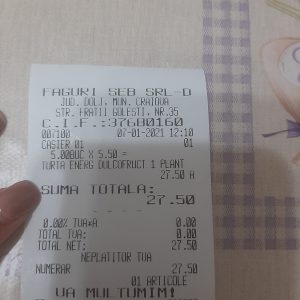 FAGURI SEB SRL-D
JUD. DOLJ, MUN. CRAIOVA
STR. FRATII GOLESTI, NR.35
C.I.F.:37680160
007100 07-01-2021 12:10
CASIER 01 01
5.00BUC X 5.50 =
TURTA ENERG DULCOFRUCT 1 PLANT
27.50 A
SUMA TOTALA:
27.50
0.00% TVA*A 0.00
TOTAL TVA: 0.00
TOTAL NET: 27.50
NEPLATITOR TVA
NUMERAR 27.50
01 ARTICOLE
VA MULTUMIM!